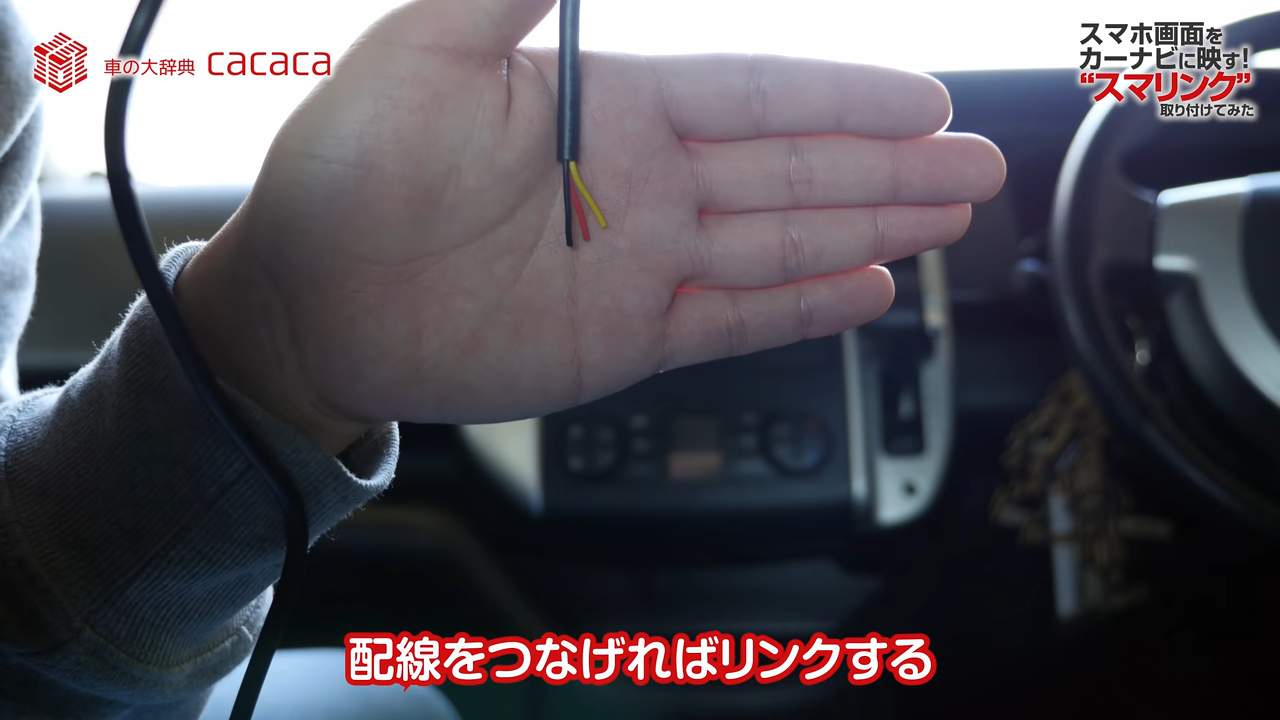 車の大辞典 cacaca
スマホ画面を
カーナビに映す!
“スマリンク”
取り付けてみた
配線をつなげればリンクする